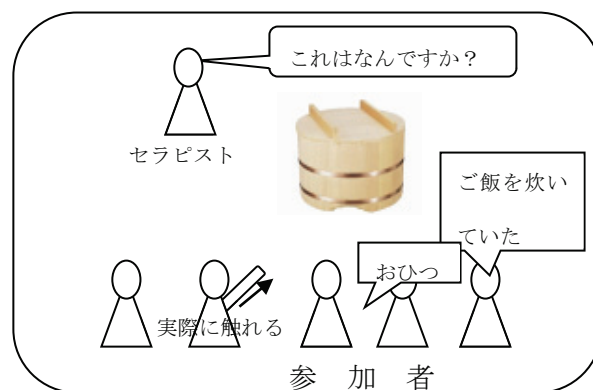 これはなんですか？
セラピスト
ご飯を炊い
ていた
おひつ
実際に触れる
参 加 者